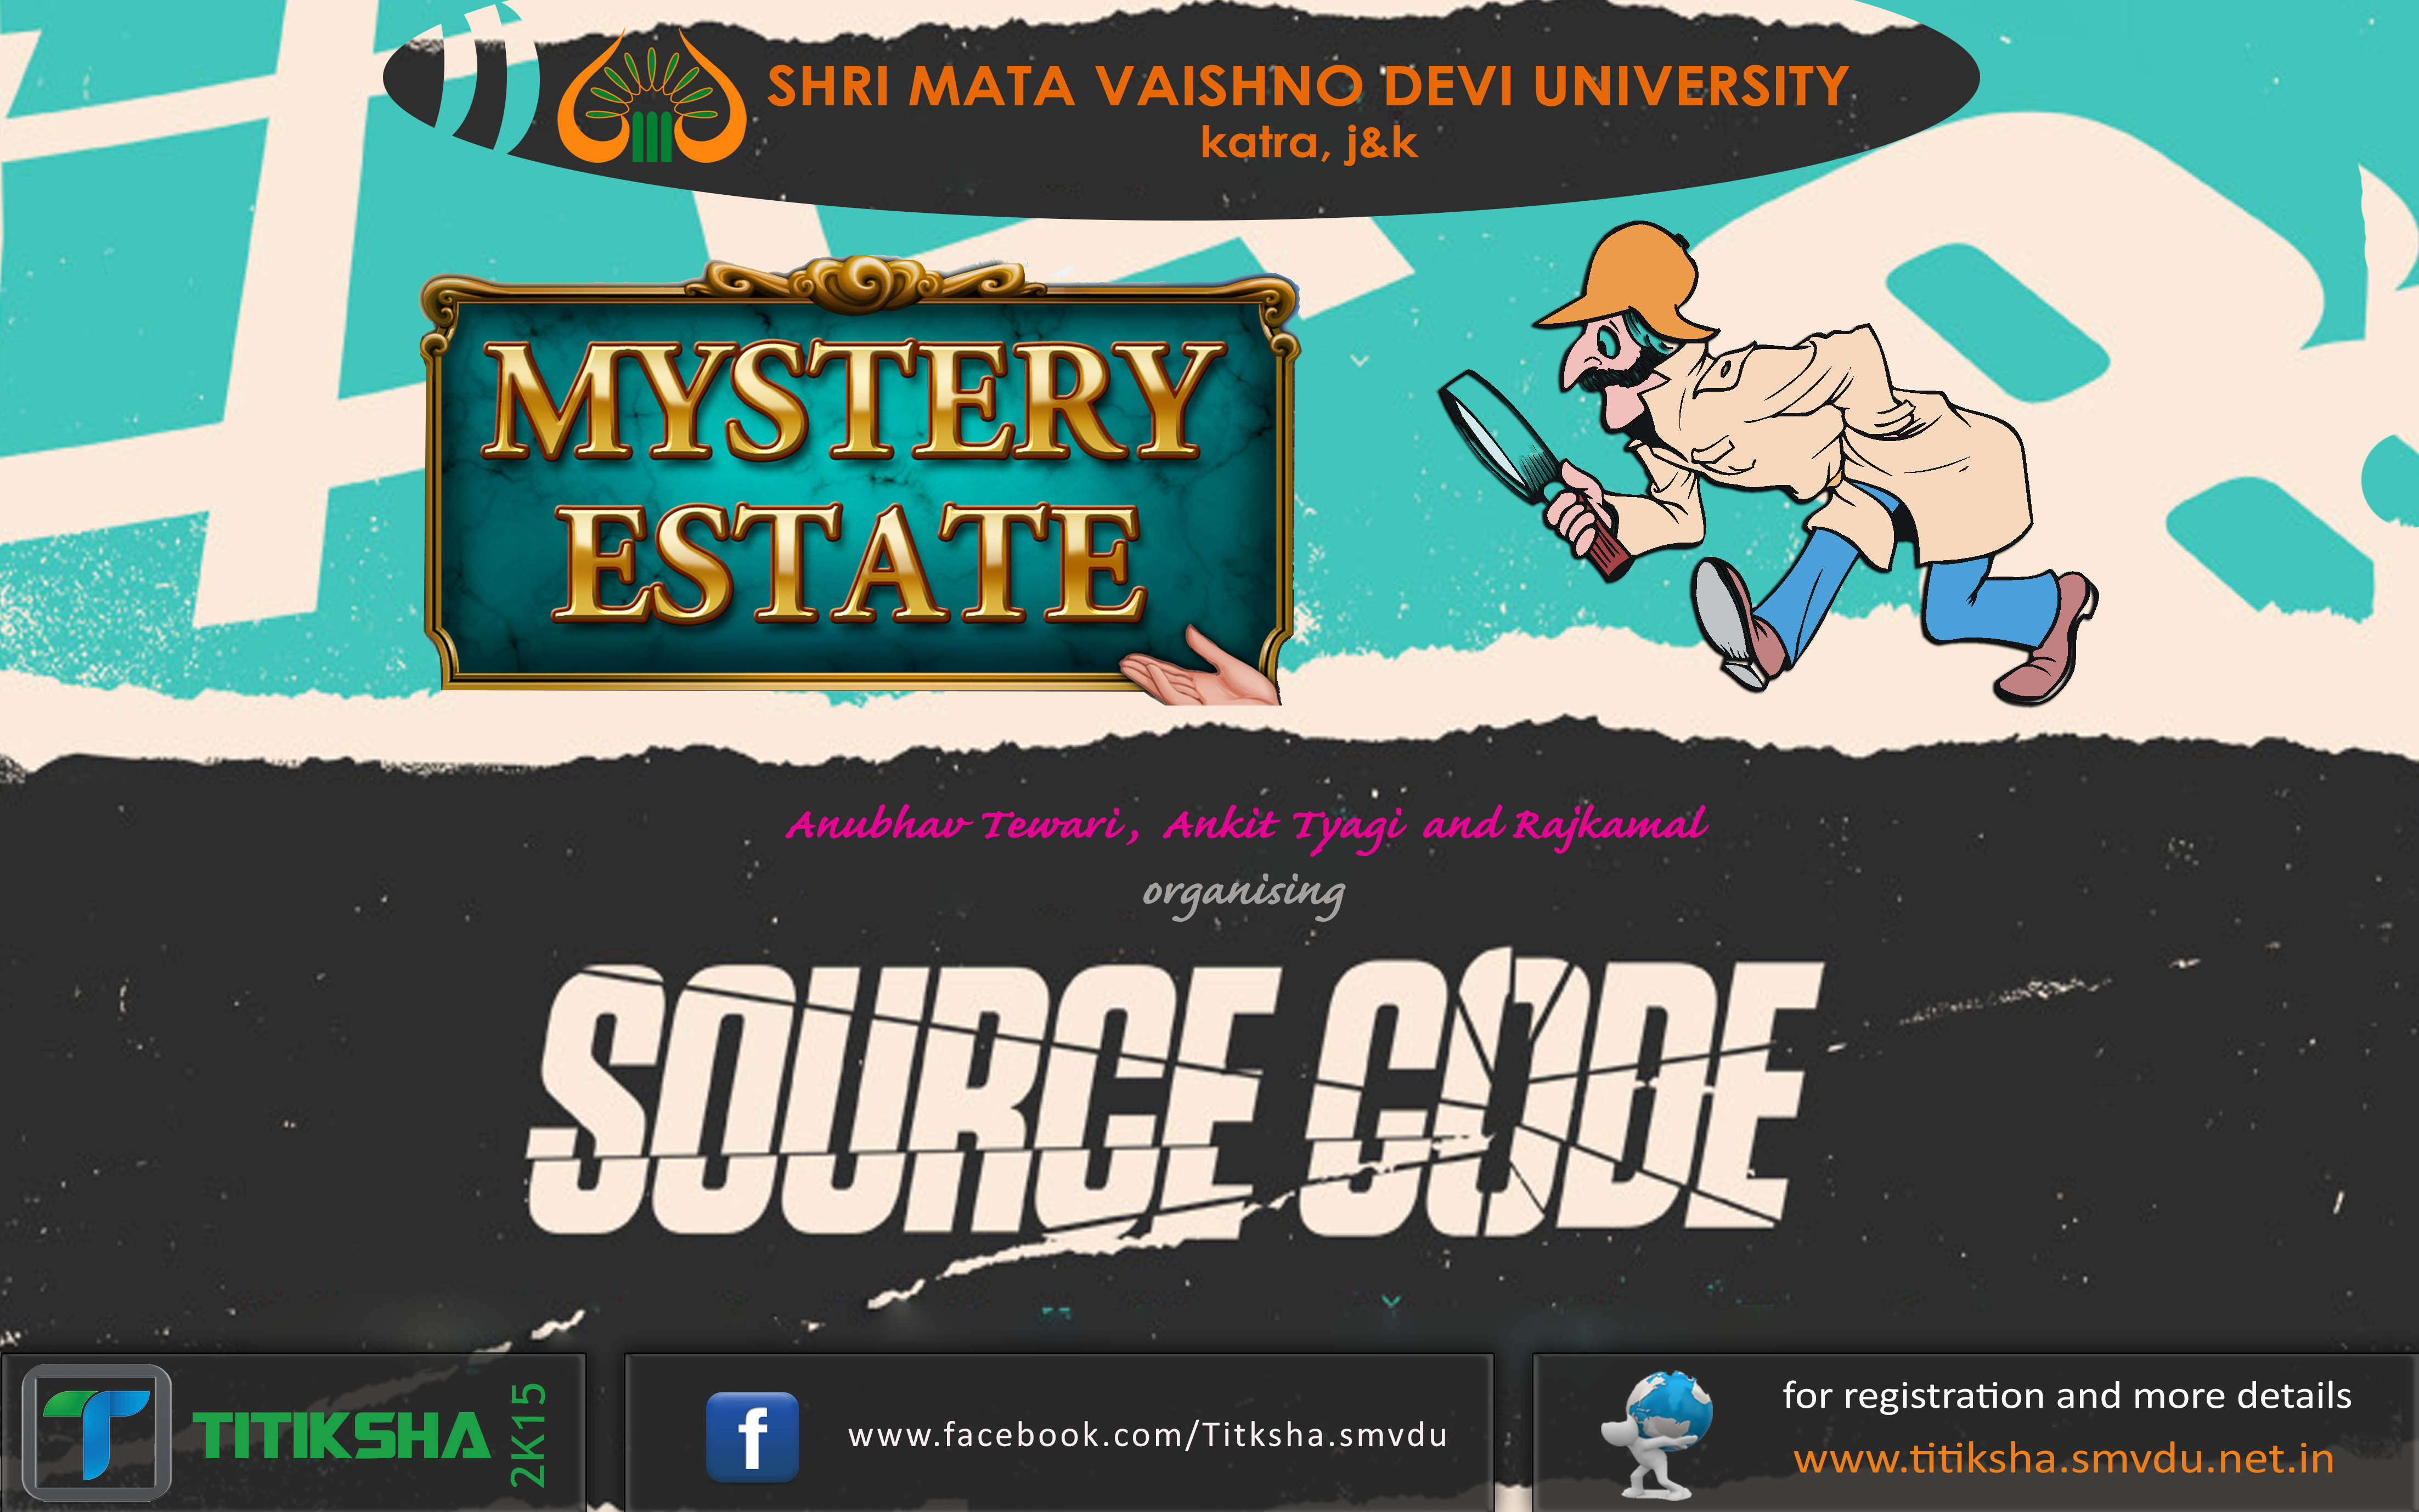 SHRI MATA VAISHNO DEVI UNIVERSITY
katra, j&k
MYSTERY
ESTATE
Anubhav Tewari, Ankit Tyagi and Rajkamal
organising
SOURCE CODE
TITIKSHA 2K15
www.facebook.com/Titksha.smvdu
for registration and more details
www.titiksha.smvdu.net.in